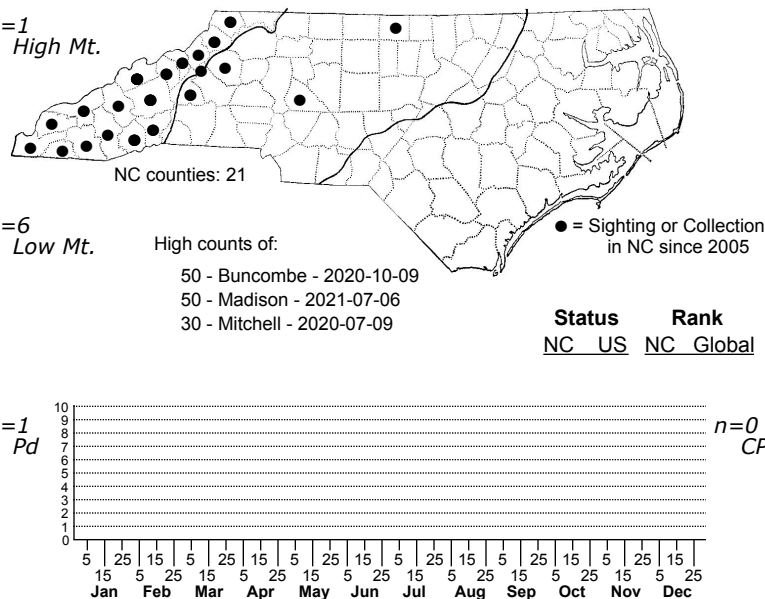 =1
High Mt.
NC counties: 21
=6
Low Mt.
High counts of:
50 - Buncombe - 2020-10-09
50 - Madison - 2021-07-06
30 - Mitchell - 2020-07-09
= Sighting or Collection
in NC since 2005
Status Rank
NC US NC Global
=1
Pd
10
9
8
7
6
5
4
3
2
1
0
n=0
CP
5 25 15 5 25 15 5 25 15 5 25 15 5 25 15 5 25 15
15 5 25 15 5 25 15 5 25 15 5 25 15 5 25 15 5 25
Jan Feb Mar Apr May Jun Jul Aug Sep Oct Nov Dec